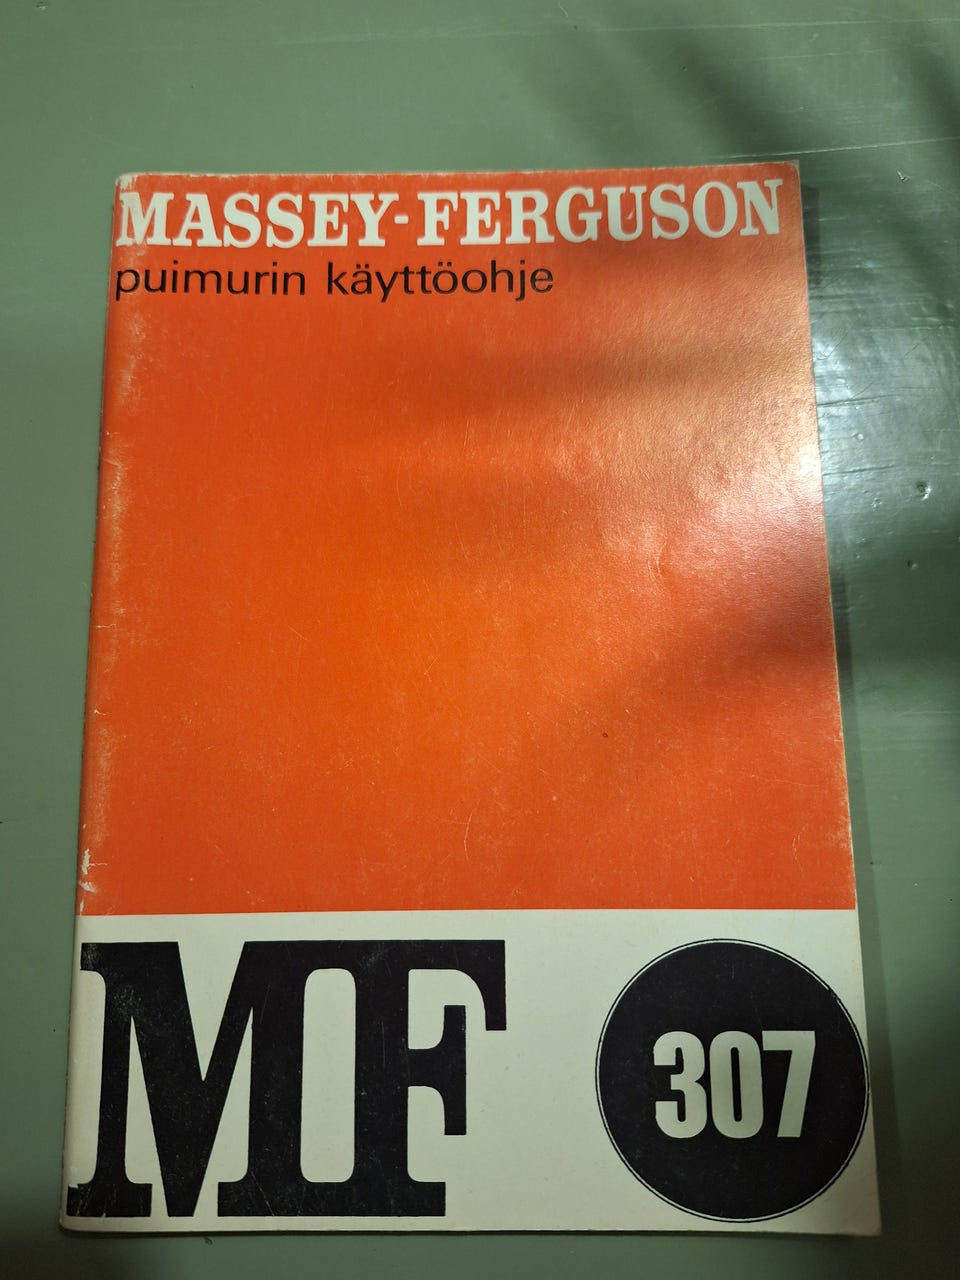 MASSEY-FERGUSON
puimurin käyttöohje
MF
307